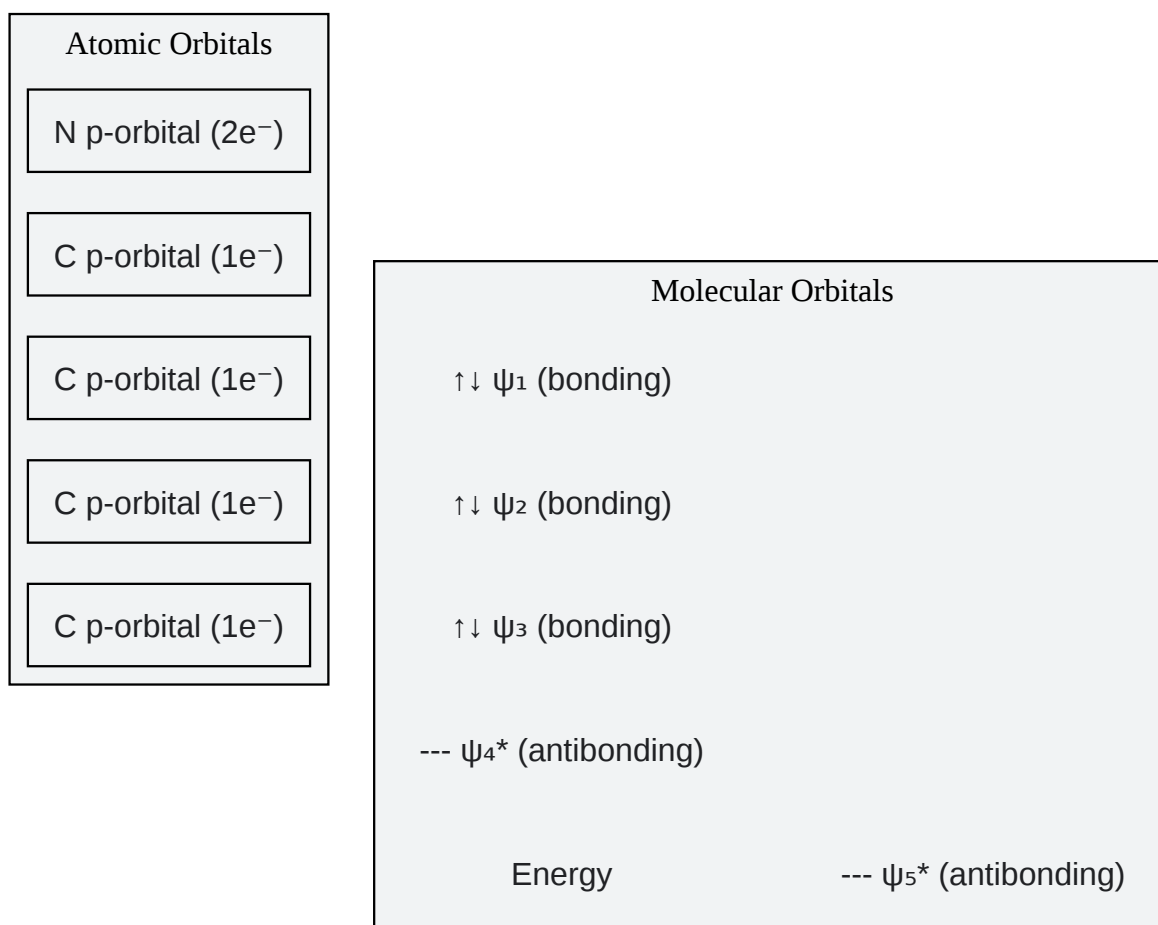 Atomic Orbitals
N p-orbital (2e⁻)
C p-orbital (1e⁻)
C p-orbital (1e⁻)
C p-orbital (1e⁻)
C p-orbital (1e⁻)
Molecular Orbitals
↑↓ ψ₁ (bonding)
↑↓ ψ₂ (bonding)
↑↓ ψ₃ (bonding)
--- ψ₄* (antibonding)
Energy
--- ψ₅* (antibonding)